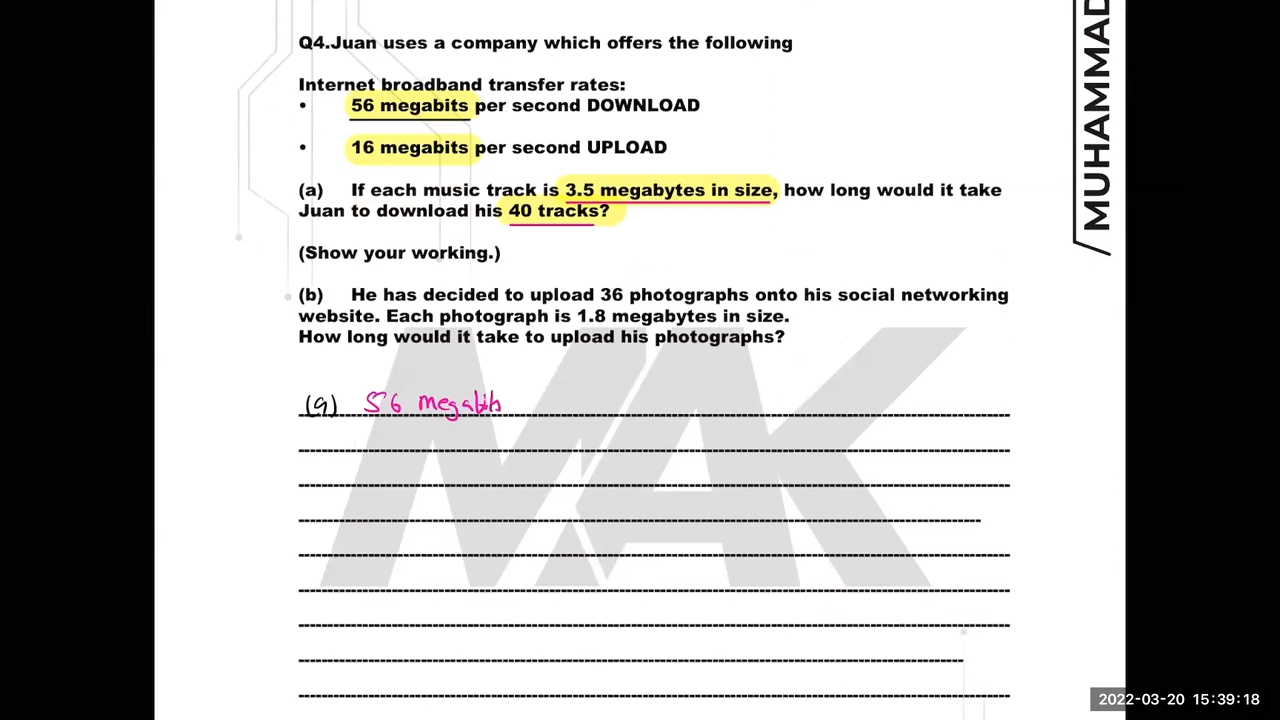 Q4.Juan uses a company which offers the following
Internet broadband transfer rates:
• 56 megabits per second DOWNLOAD
• 16 megabits per second UPLOAD
(a) If each music track is 3.5 megabytes in size, how long would it take
Juan to download his 40 tracks?
(Show your working.)
(b) He has decided to upload 36 photographs onto his social networking
website. Each photograph is 1.8 megabytes in size.
How long would it take to upload his photographs?
(a) 56 megabits
MAK
MUHAMMAD
2022-03-20 15:39:18